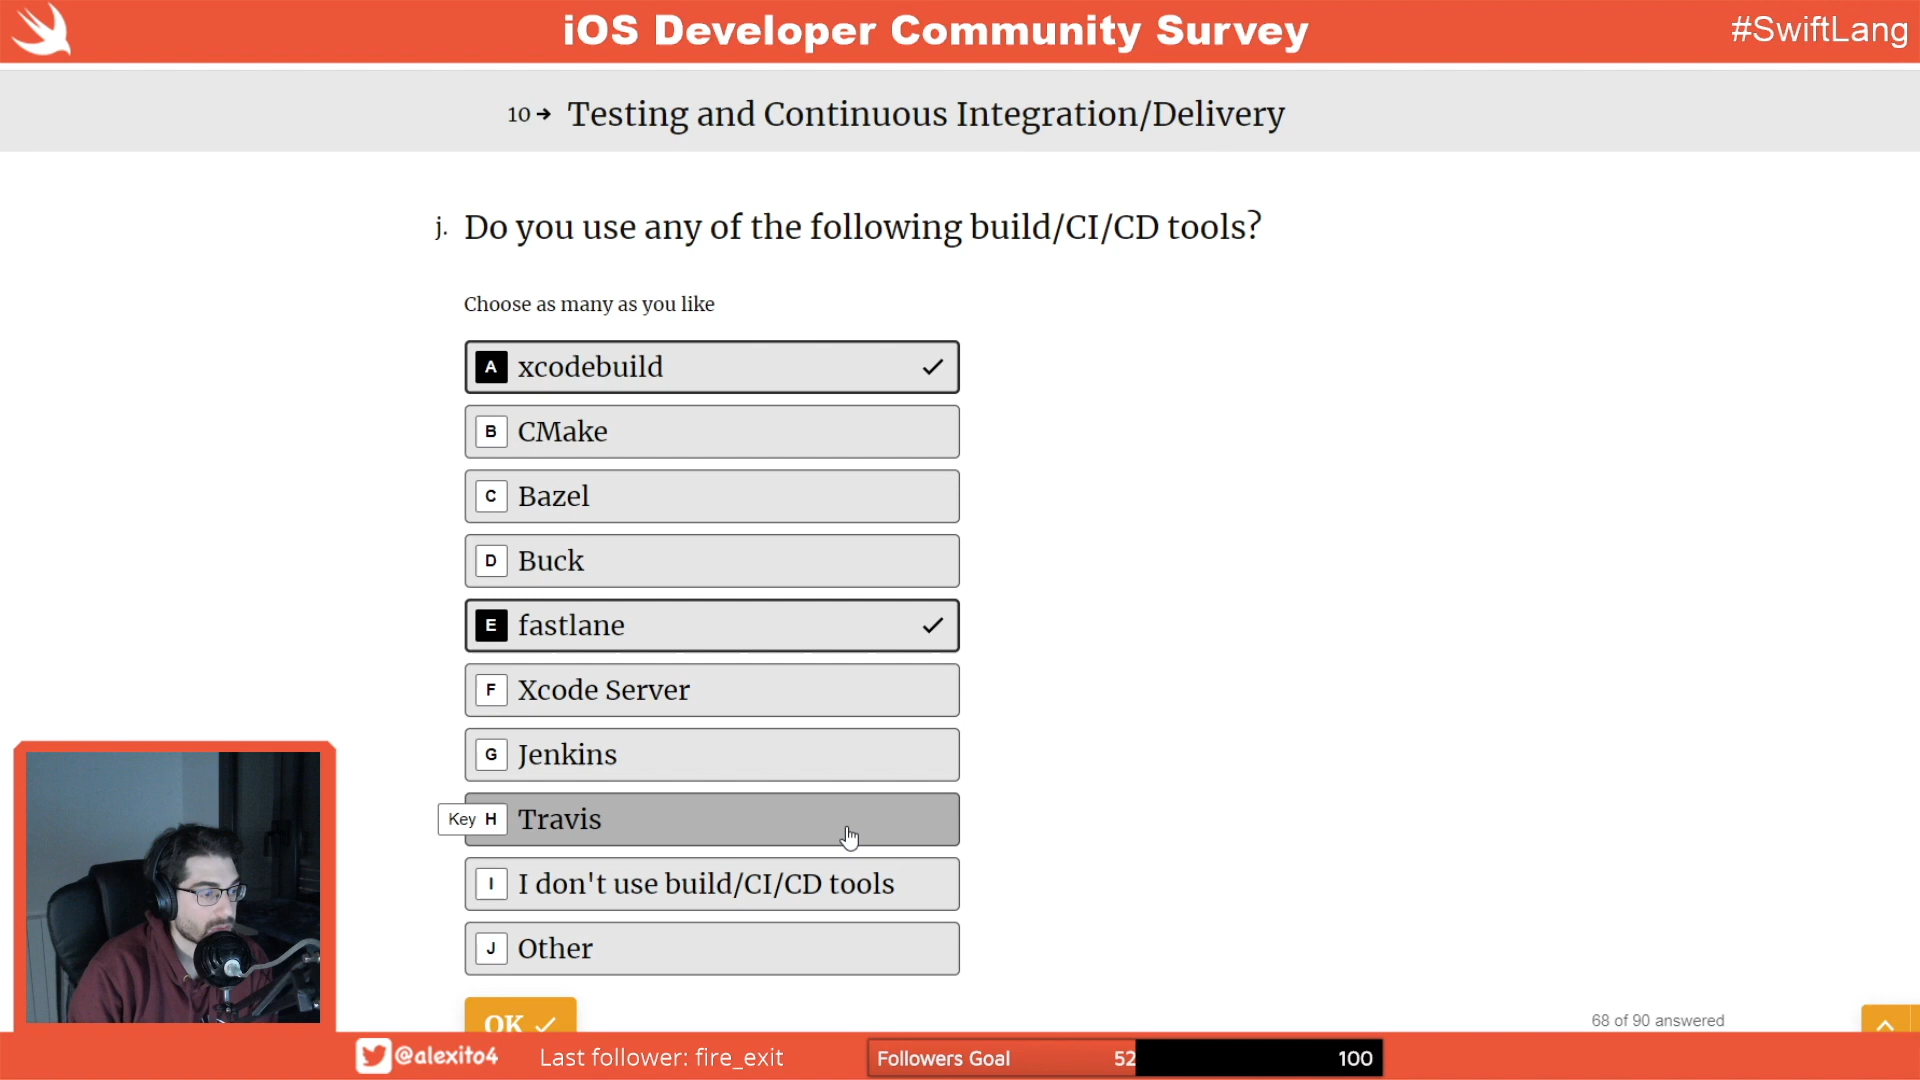 iOS Developer Community Survey
#SwiftLang
10 → Testing and Continuous Integration/Delivery
j. Do you use any of the following build/CI/CD tools?
Choose as many as you like
A xcodebuild
B CMake
C Bazel
D Buck
E fastlane
F Xcode Server
G Jenkins
Key H Travis
I I don't use build/CI/CD tools
J Other
OK
68 of 90 answered
@alexito4
Last follower: fire_exit
Followers Goal 52 100